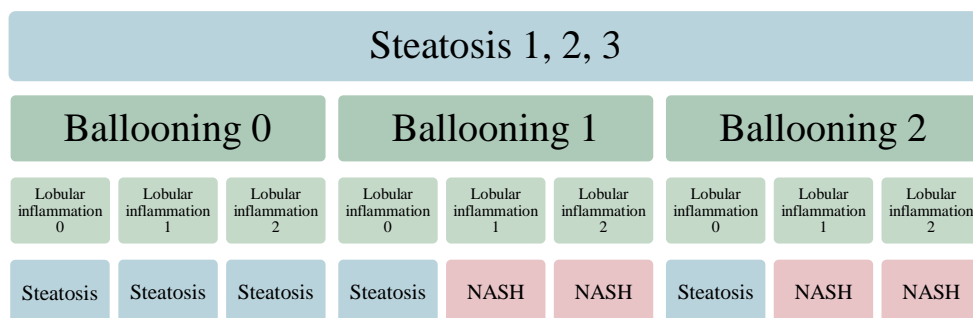 Steatosis 1, 2, 3
Ballooning 0
Ballooning 1
Ballooning 2
Lobular
inflammation
0
Lobular
inflammation
1
Lobular
inflammation
2
Lobular
inflammation
0
Lobular
inflammation
1
Lobular
inflammation
2
Lobular
inflammation
0
Lobular
inflammation
1
Lobular
inflammation
2
Steatosis
Steatosis
Steatosis
Steatosis
NASH
NASH
Steatosis
NASH
NASH